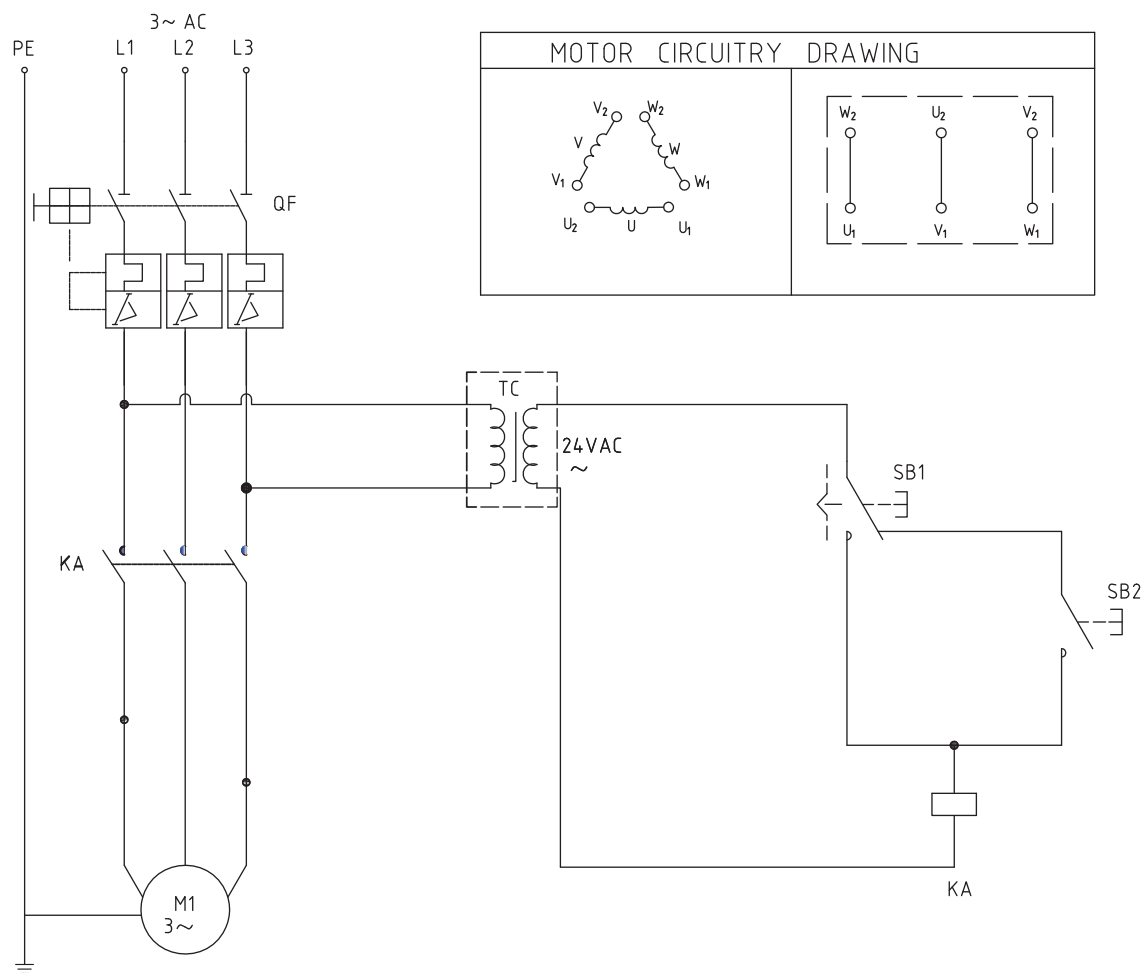 3~ AC
PE L1 L2 L3
MOTOR CIRCUITRY DRAWING
V2 W2
V W
V1 W1
U2 U U1
W2 U2 V2
U1 V1 W1
QF
TC
24VAC
~
SB1
KA
SB2
KA
M1
3~